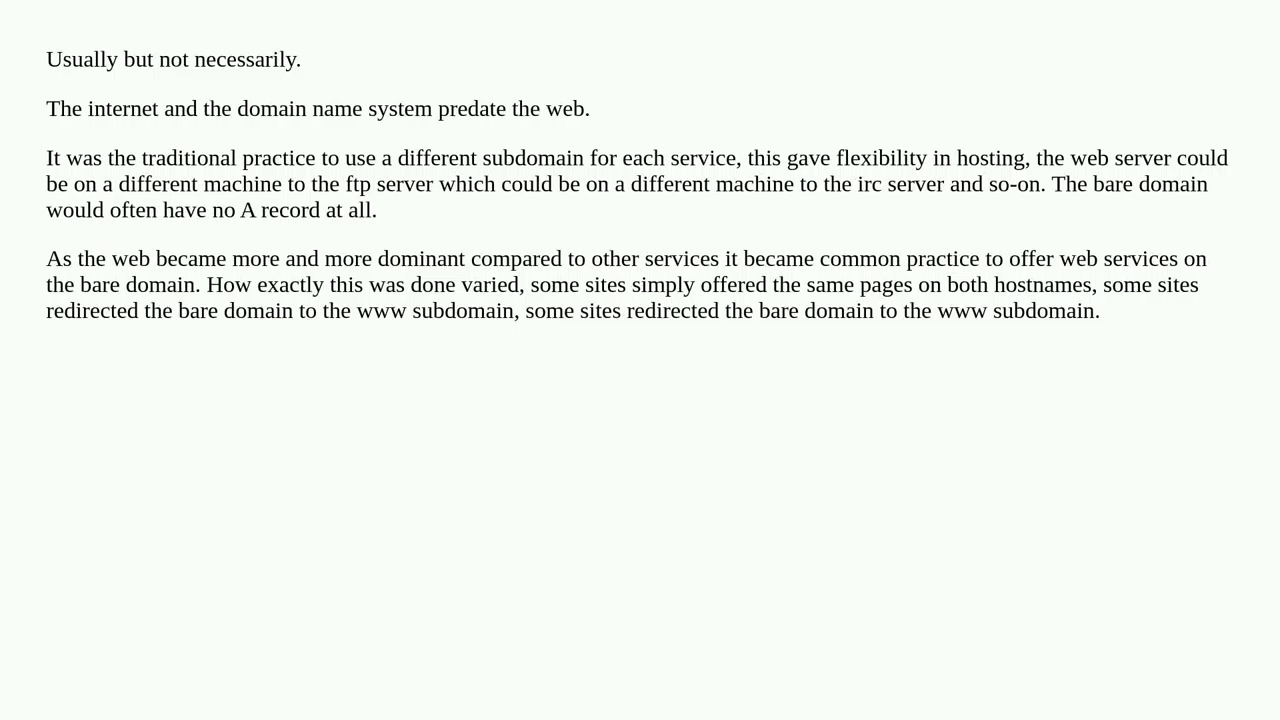 Usually but not necessarily.
The internet and the domain name system predate the web.
It was the traditional practice to use a different subdomain for each service, this gave flexibility in hosting, the web server could
be on a different machine to the ftp server which could be on a different machine to the irc server and so-on. The bare domain
would often have no A record at all.
As the web became more and more dominant compared to other services it became common practice to offer web services on
the bare domain. How exactly this was done varied, some sites simply offered the same pages on both hostnames, some sites
redirected the bare domain to the www subdomain, some sites redirected the bare domain to the www subdomain.